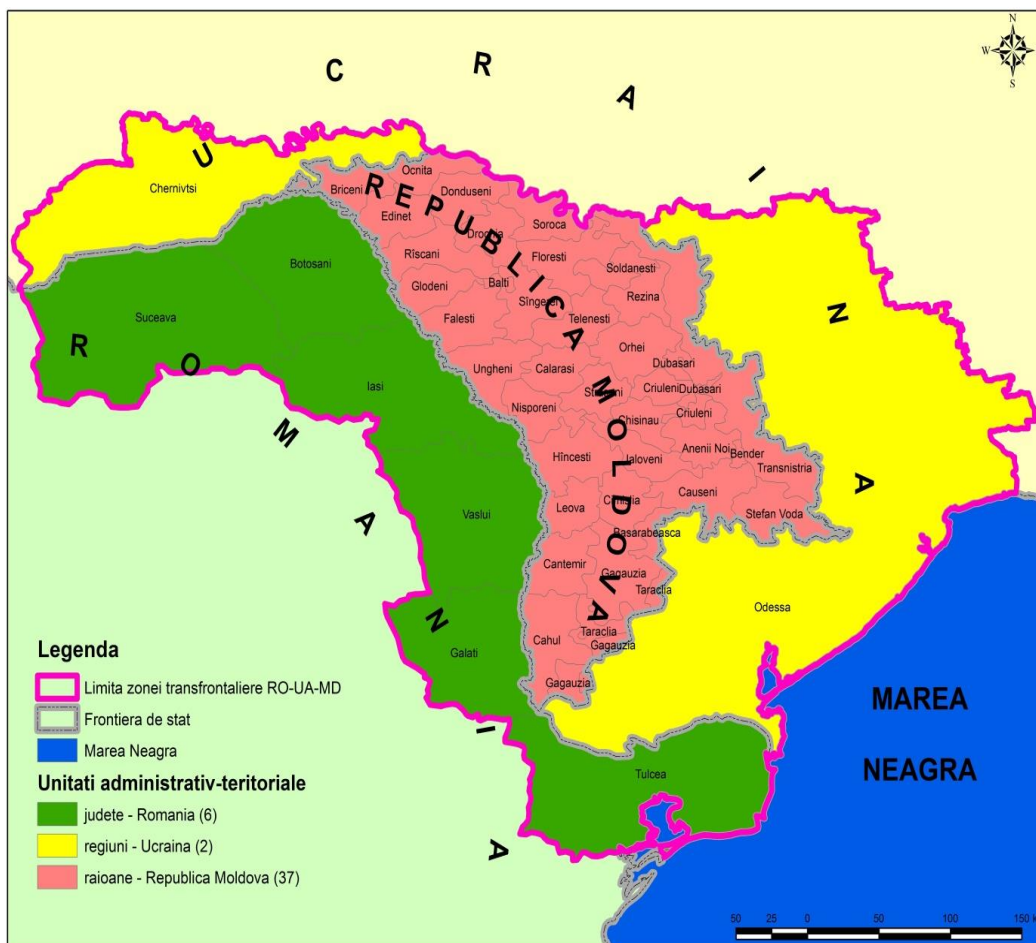 N
W E
S
UCRAINA
REPUBLICA MOLDOVA
ROMANIA
Chernivtsi
Ocnita
Briceni
Donduseni
Edinet
Soroca
Drochia
Rîscani
Floresti
Botosani
Soldanesti
Glodeni
Balti
Rezina
Sîngerei
Suceava
Falesti
Telenesti
Orhei
Dubasari
Ungheni
Calarasi
Iasi
Straseni
Criuleni
Dubasari
Nisporeni
Chisinau
Criuleni
Anenii Noi
Bender
Hîncesti
Ialoveni
Transnistria
Causeni
Leova
Cimislia
Vaslui
Stefan Voda
Basarabeasca
Cantemir
Gagauzia
Taraclia
Odessa
Taraclia
Cahul
Gagauzia
Galati
Gagauzia
Tulcea
MAREA
NEAGRA
Legenda
Limita zonei transfrontaliere RO-UA-MD
Frontiera de stat
Marea Neagra
Unitati administrativ-teritoriale
judete - Romania (6)
regiuni - Ucraina (2)
raioane - Republica Moldova (37)
50 25 0 50 100 150 k